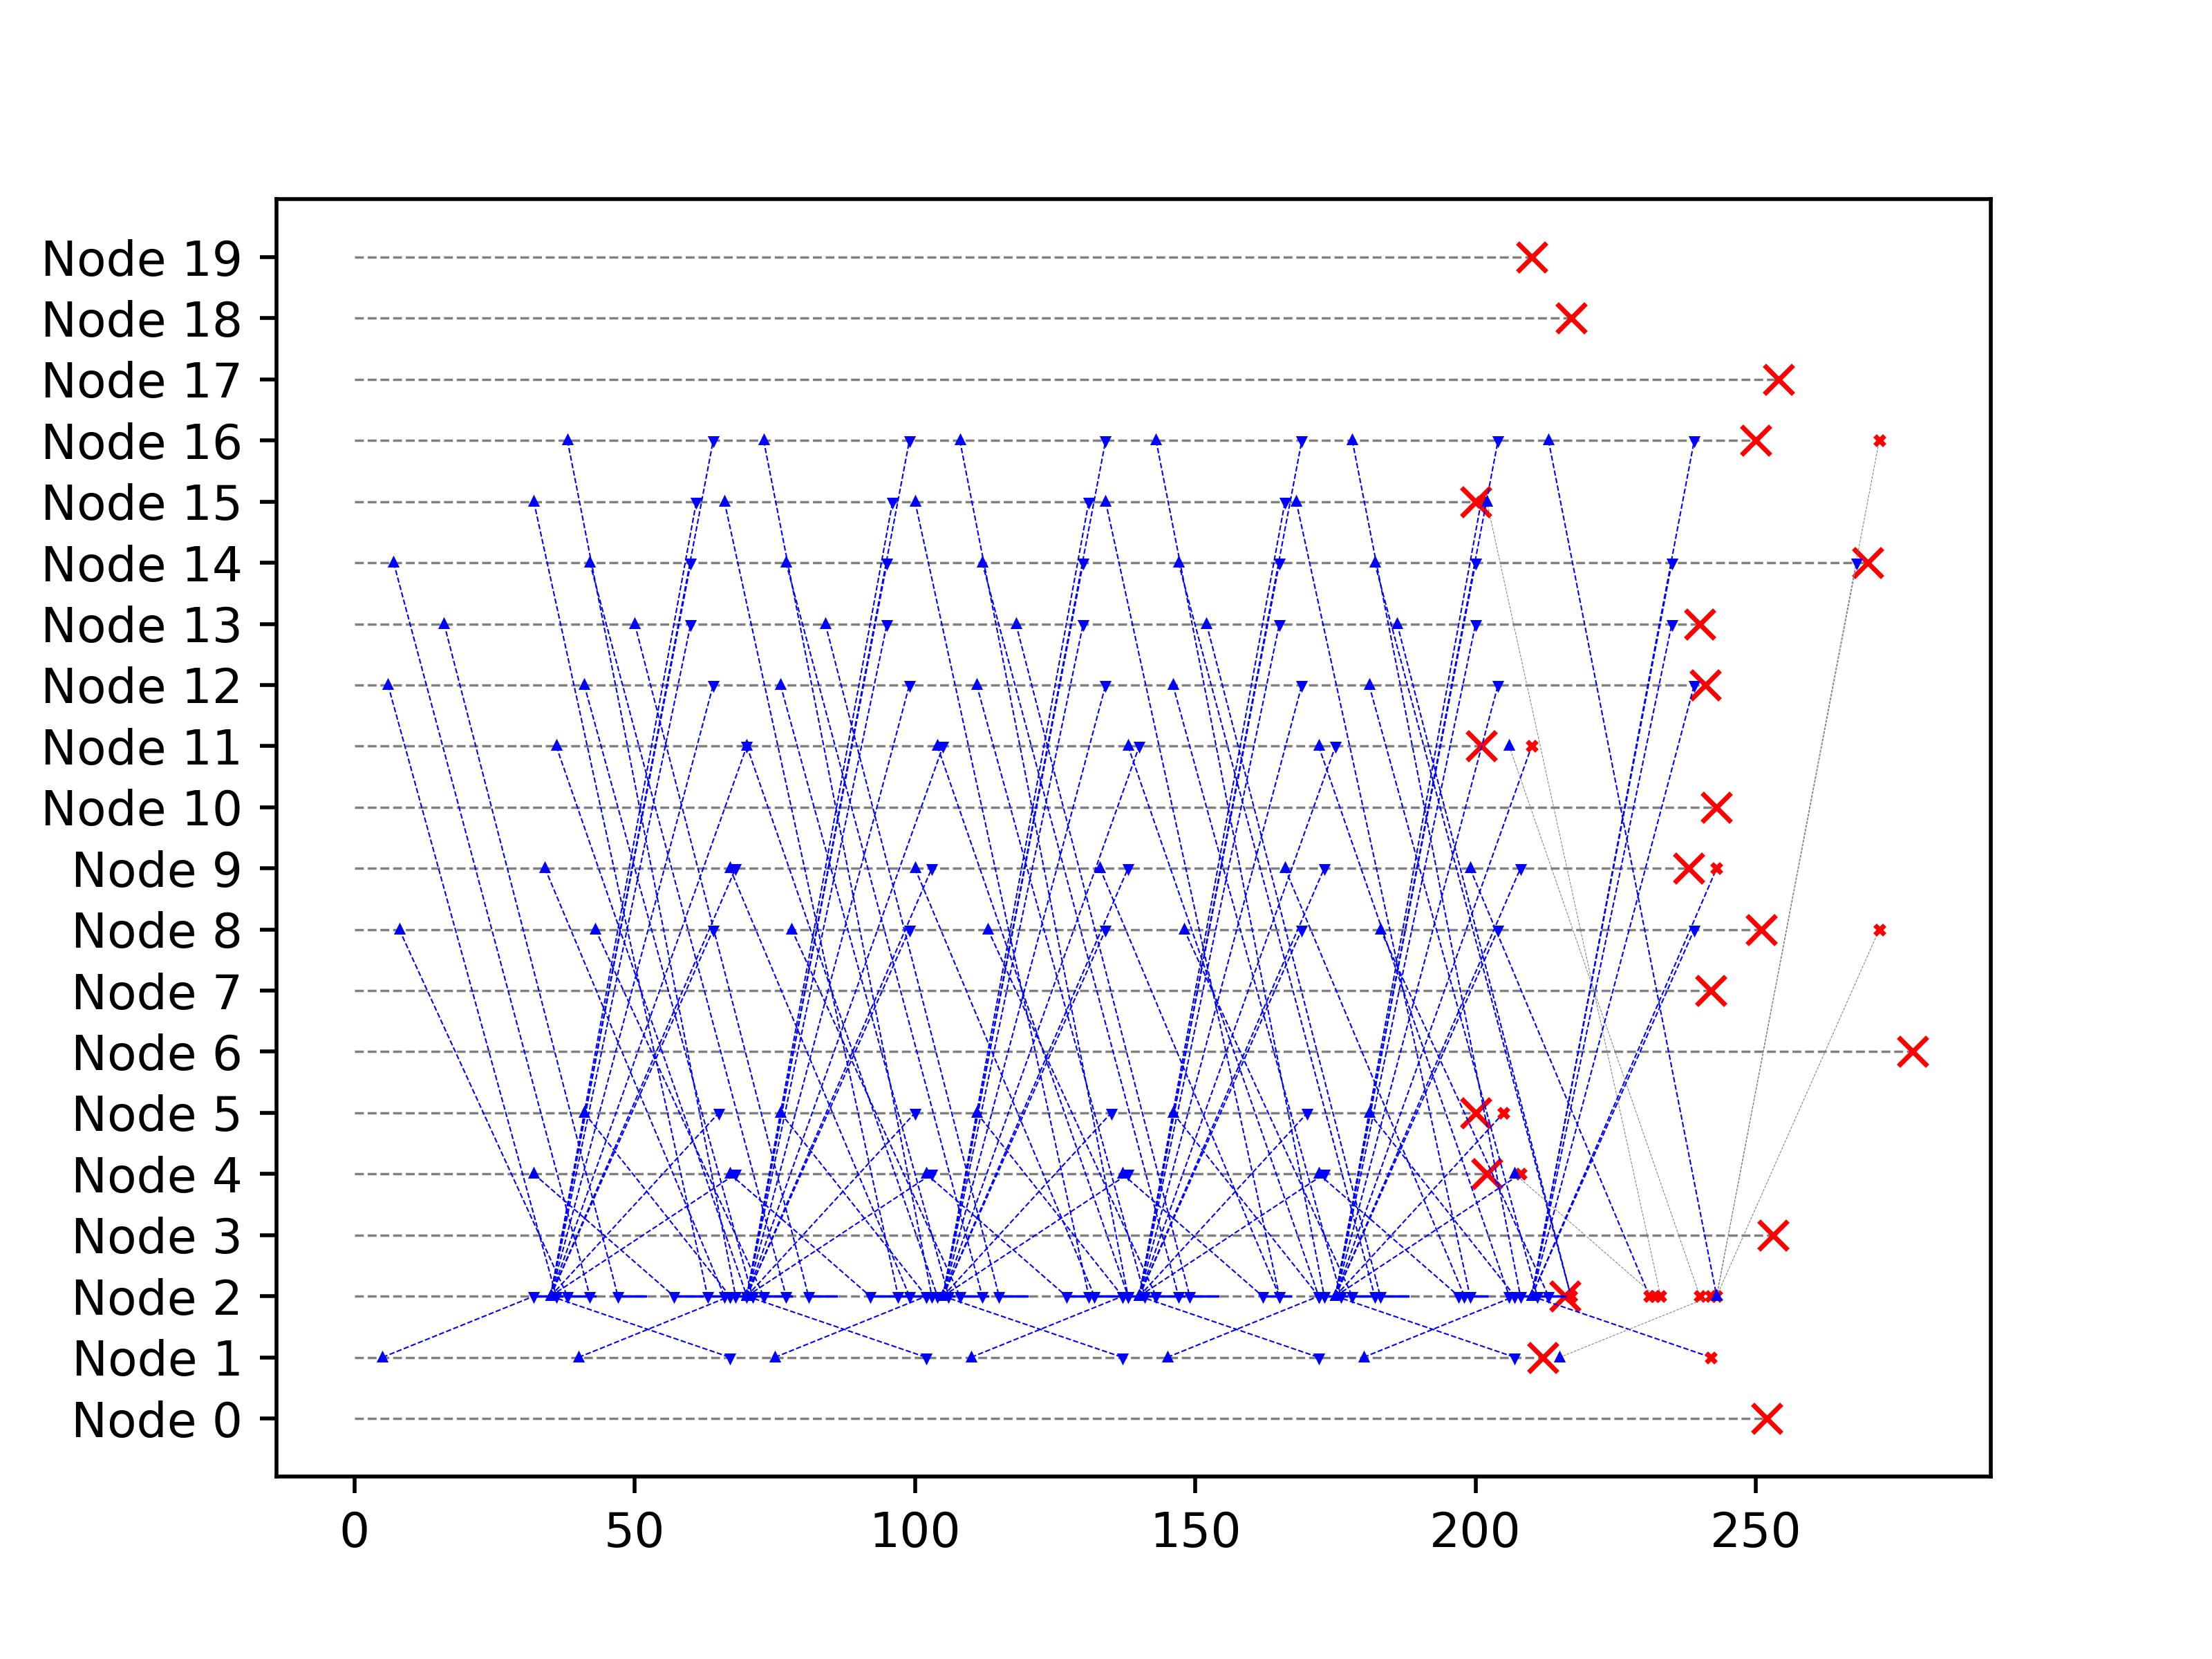 Node 19
Node 18
Node 17
Node 16
Node 15
Node 14
Node 13
Node 12
Node 11
Node 10
Node 9
Node 8
Node 7
Node 6
Node 5
Node 4
Node 3
Node 2
Node 1
Node 0
0 50 100 150 200 250